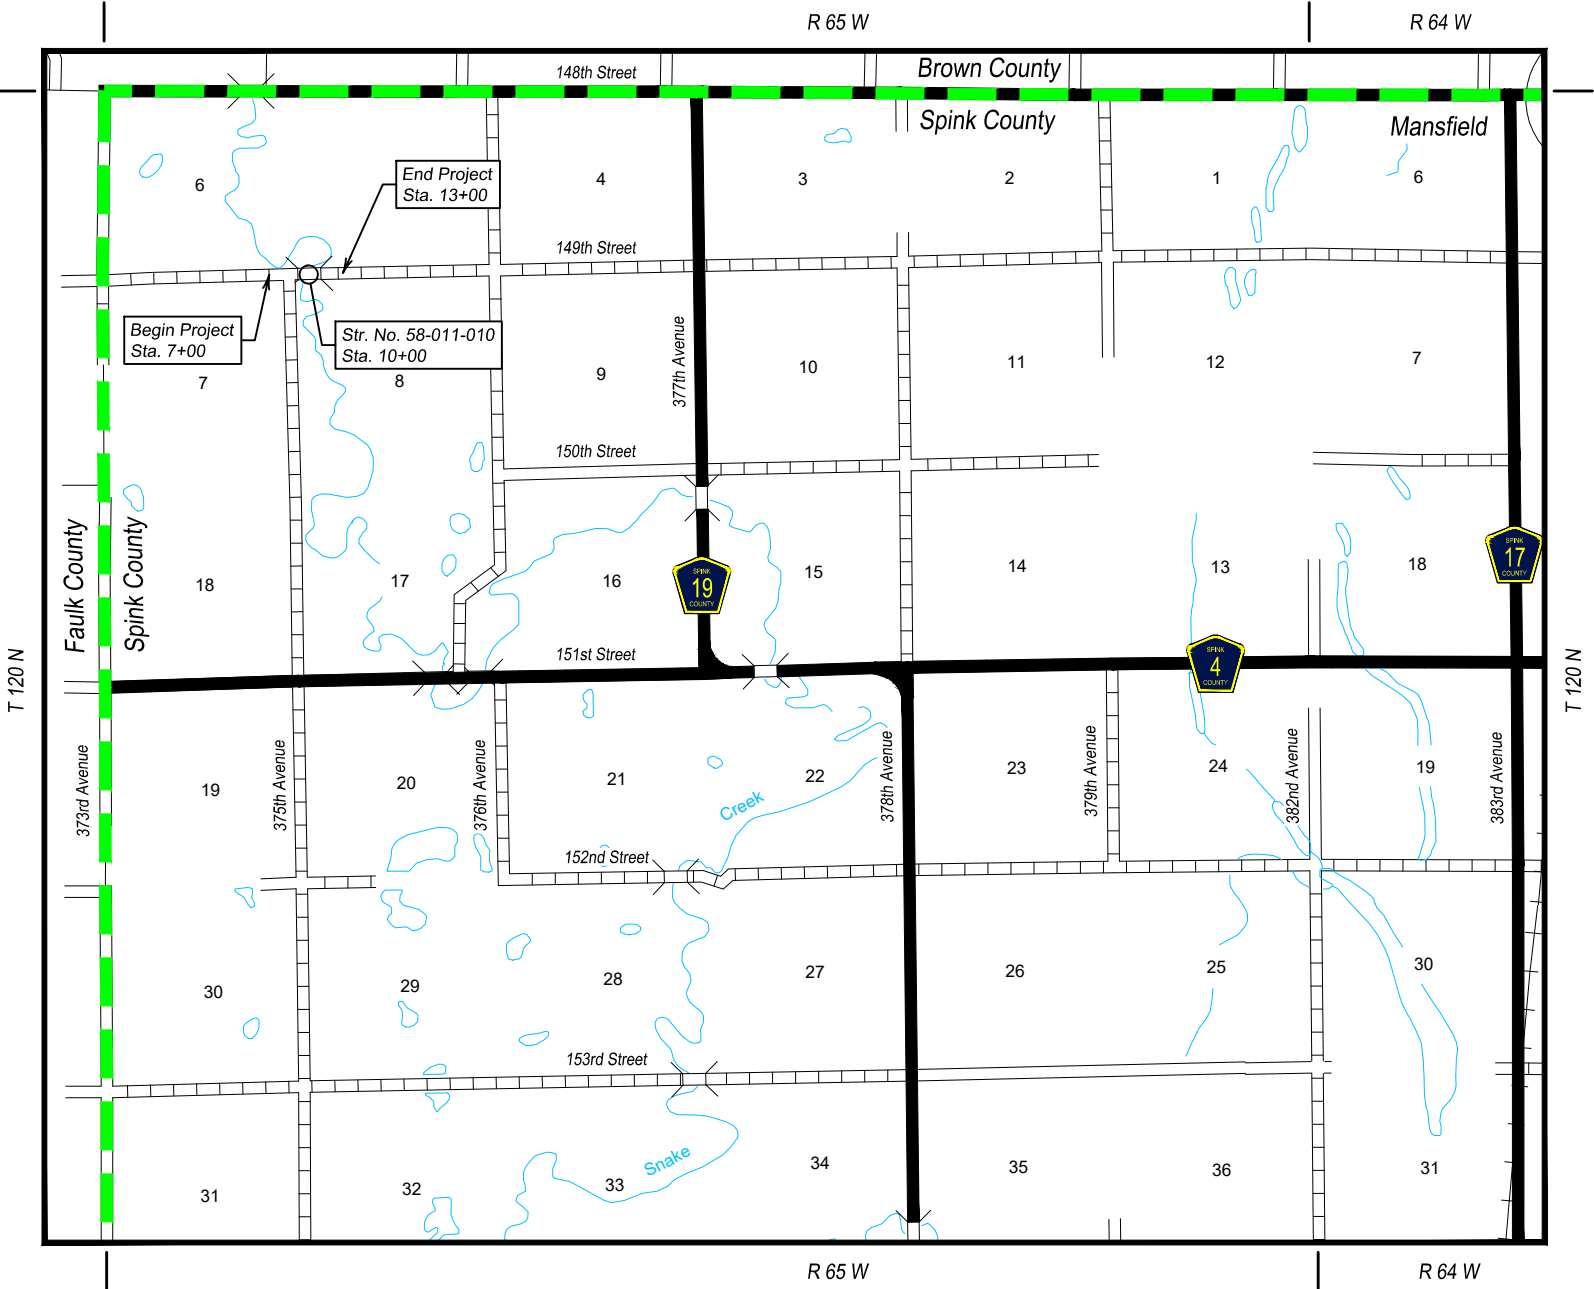 R 65 W
R 64 W
148th Street
Brown County
Spink County
Mansfield
6
End Project
Sta. 13+00
4
3
2
1
6
149th Street
Begin Project
Sta. 7+00
Str. No. 58-011-010
Sta. 10+00
377th Avenue
7
8
9
10
11
12
7
150th Street
Faulk County
Spink County
18
17
16
SPINK
19
COUNTY
15
14
13
18
SPINK
17
COUNTY
T 120 N
T 120 N
151st Street
SPINK
4
COUNTY
373rd Avenue
19
375th Avenue
20
376th Avenue
21
Creek
22
378th Avenue
23
379th Avenue
24
382nd Avenue
19
383rd Avenue
152nd Street
30
29
28
27
26
25
30
153rd Street
31
32
33
Snake
34
35
36
31
R 65 W
R 64 W